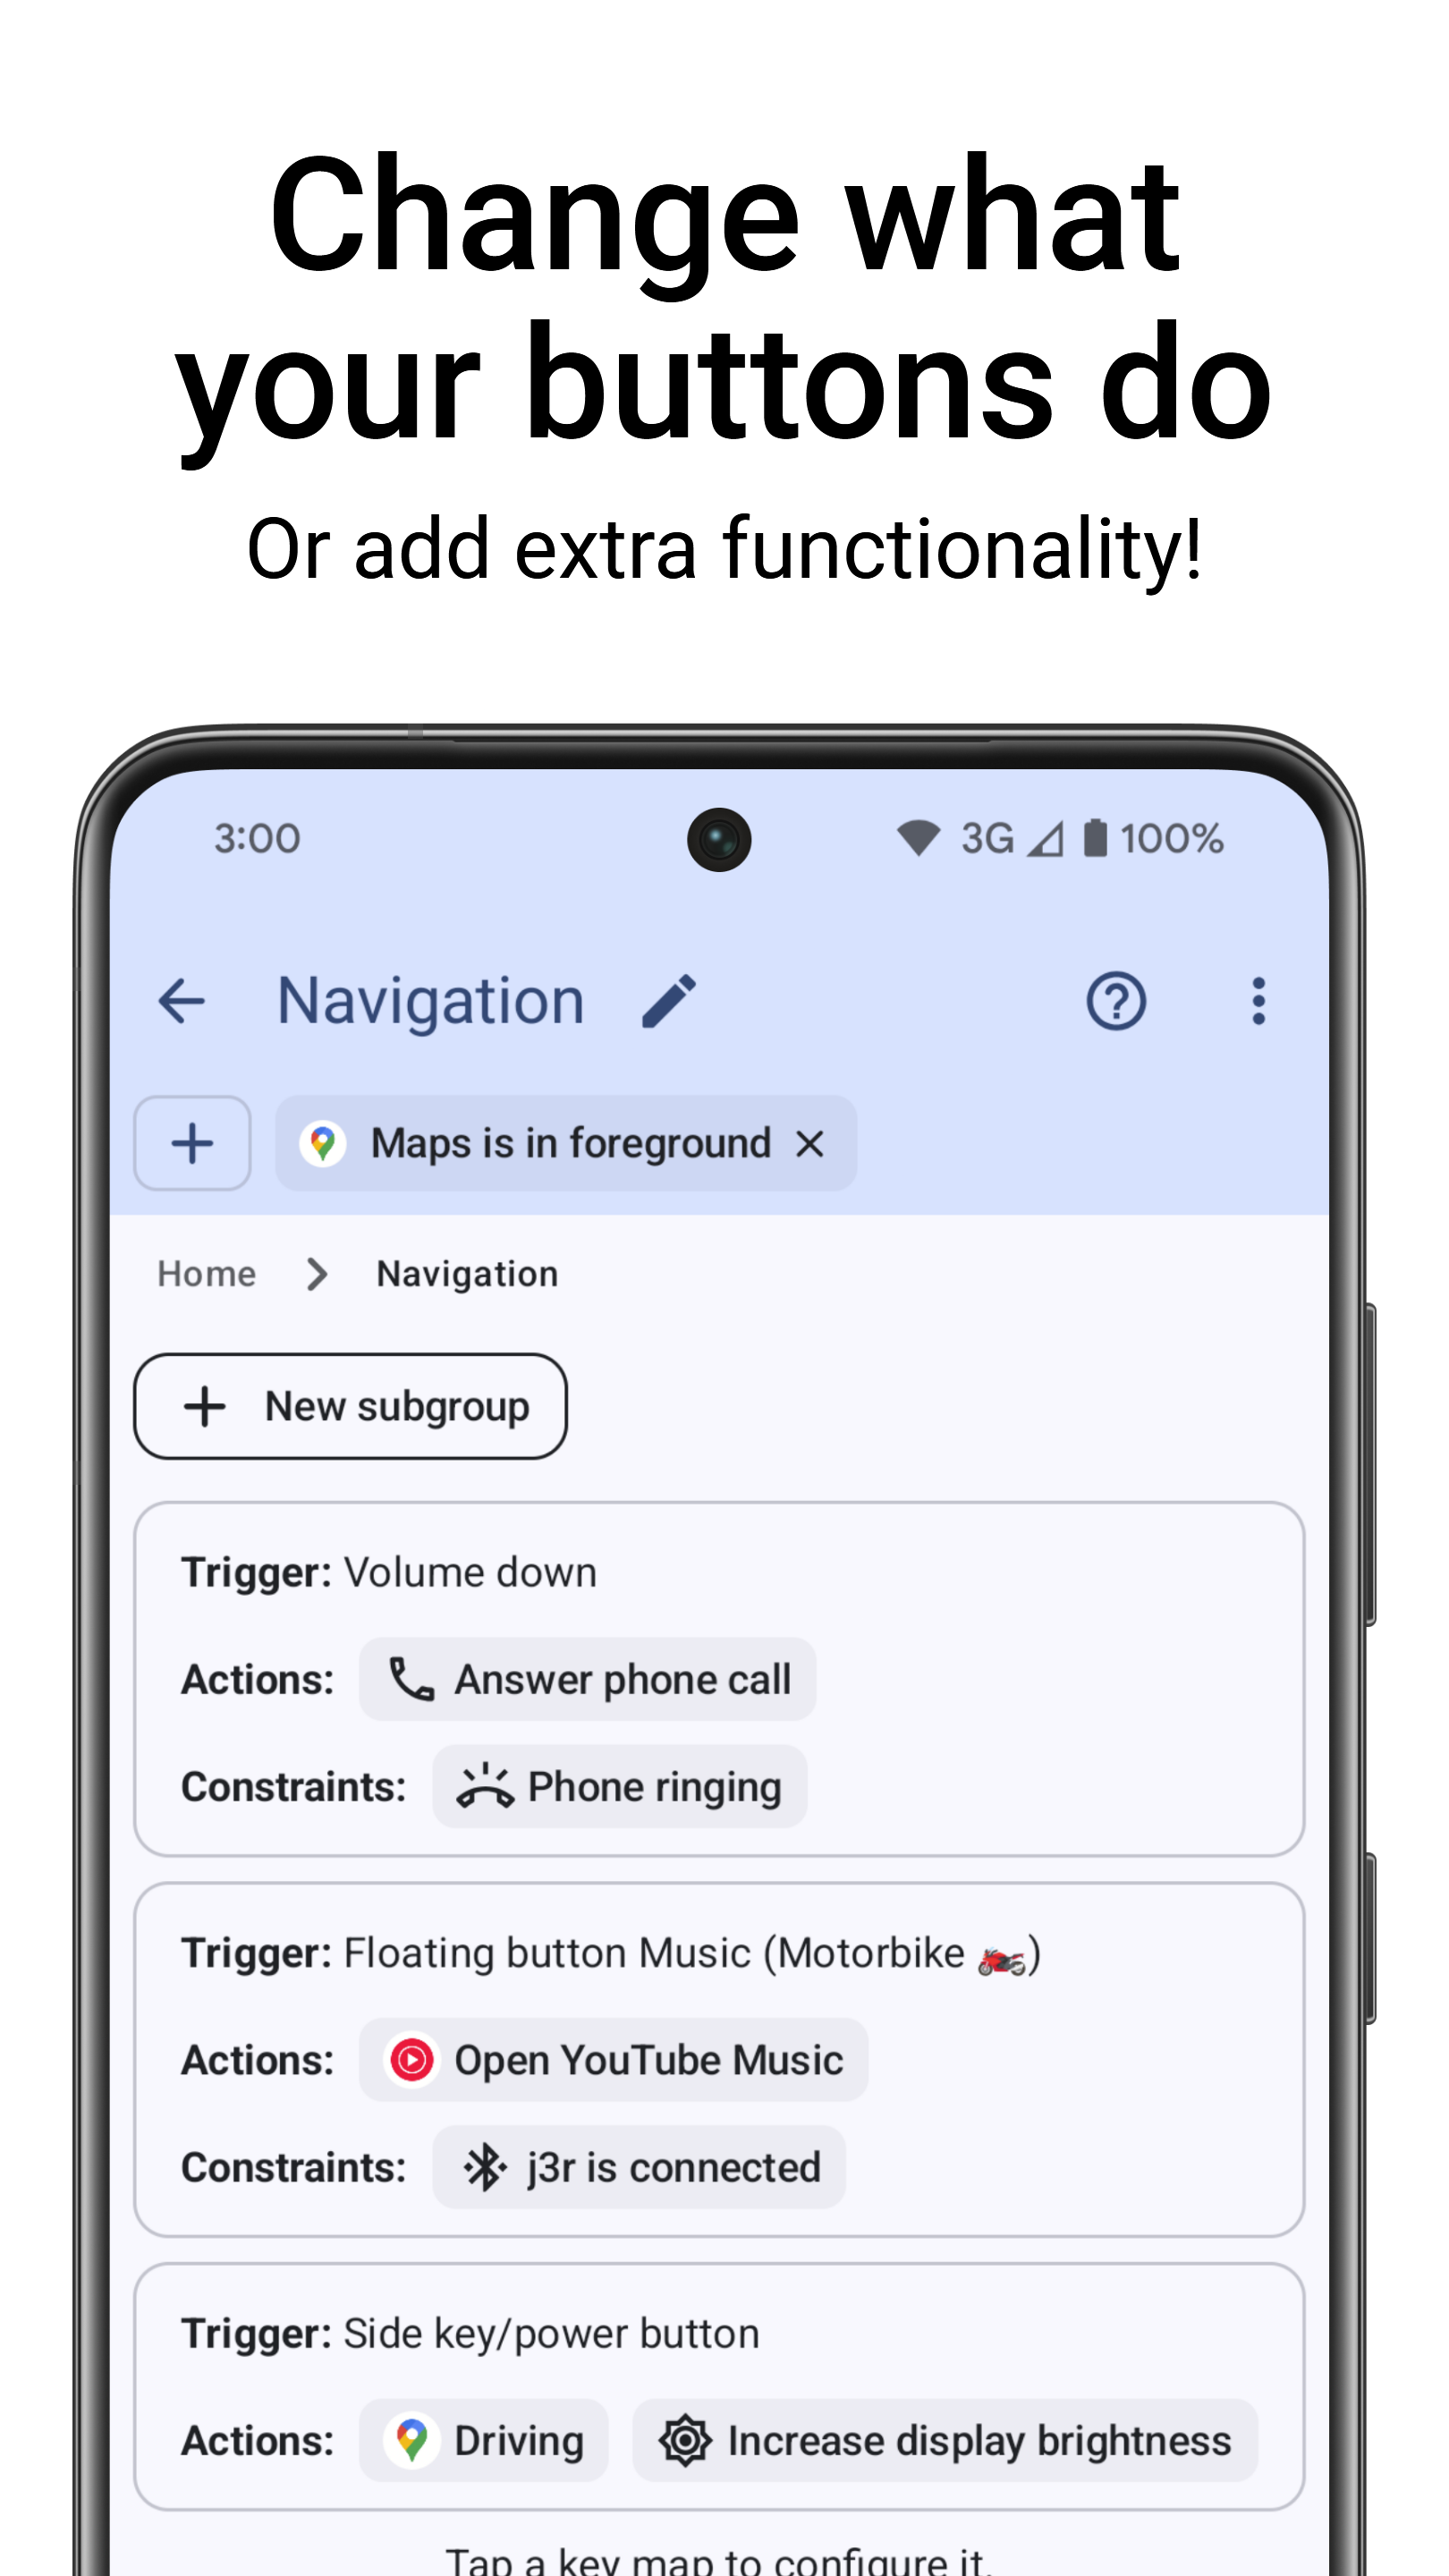 Change what
your buttons do
Or add extra functionality!
3:00 3G 100%
Navigation
Maps is in foreground
Home > Navigation
+ New subgroup
Trigger: Volume down
Actions: Answer phone call
Constraints: Phone ringing
Trigger: Floating button Music (Motorbike 🏍️)
Actions: Open YouTube Music
Constraints: j3r is connected
Trigger: Side key/power button
Actions: Driving Increase display brightness
Tap a key map to configure it.